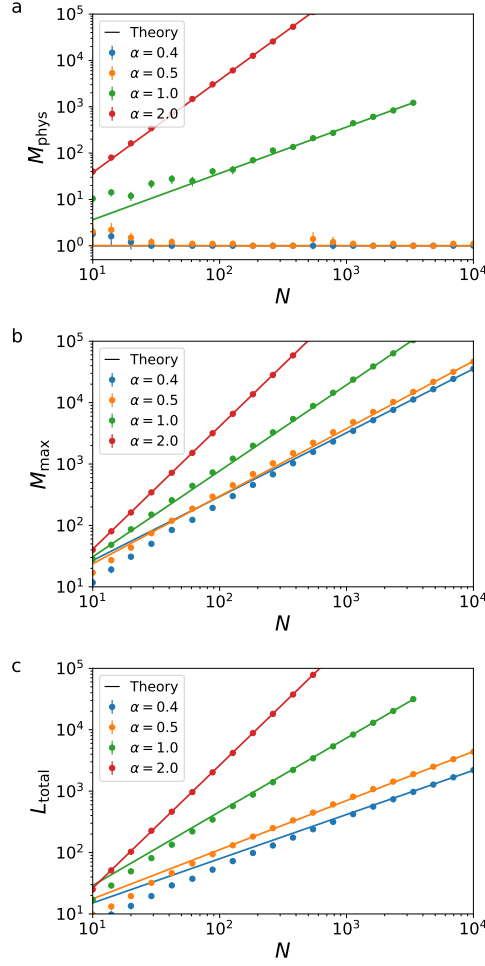 a
10^5
10^4
10^3
10^2
10^1
10^0
M_phys
Theory
α = 0.4
α = 0.5
α = 1.0
α = 2.0
10^1
10^2
10^3
10^4
N
b
10^5
10^4
10^3
10^2
10^1
M_max
Theory
α = 0.4
α = 0.5
α = 1.0
α = 2.0
10^1
10^2
10^3
10^4
N
c
10^5
10^4
10^3
10^2
10^1
L_total
Theory
α = 0.4
α = 0.5
α = 1.0
α = 2.0
10^1
10^2
10^3
10^4
N